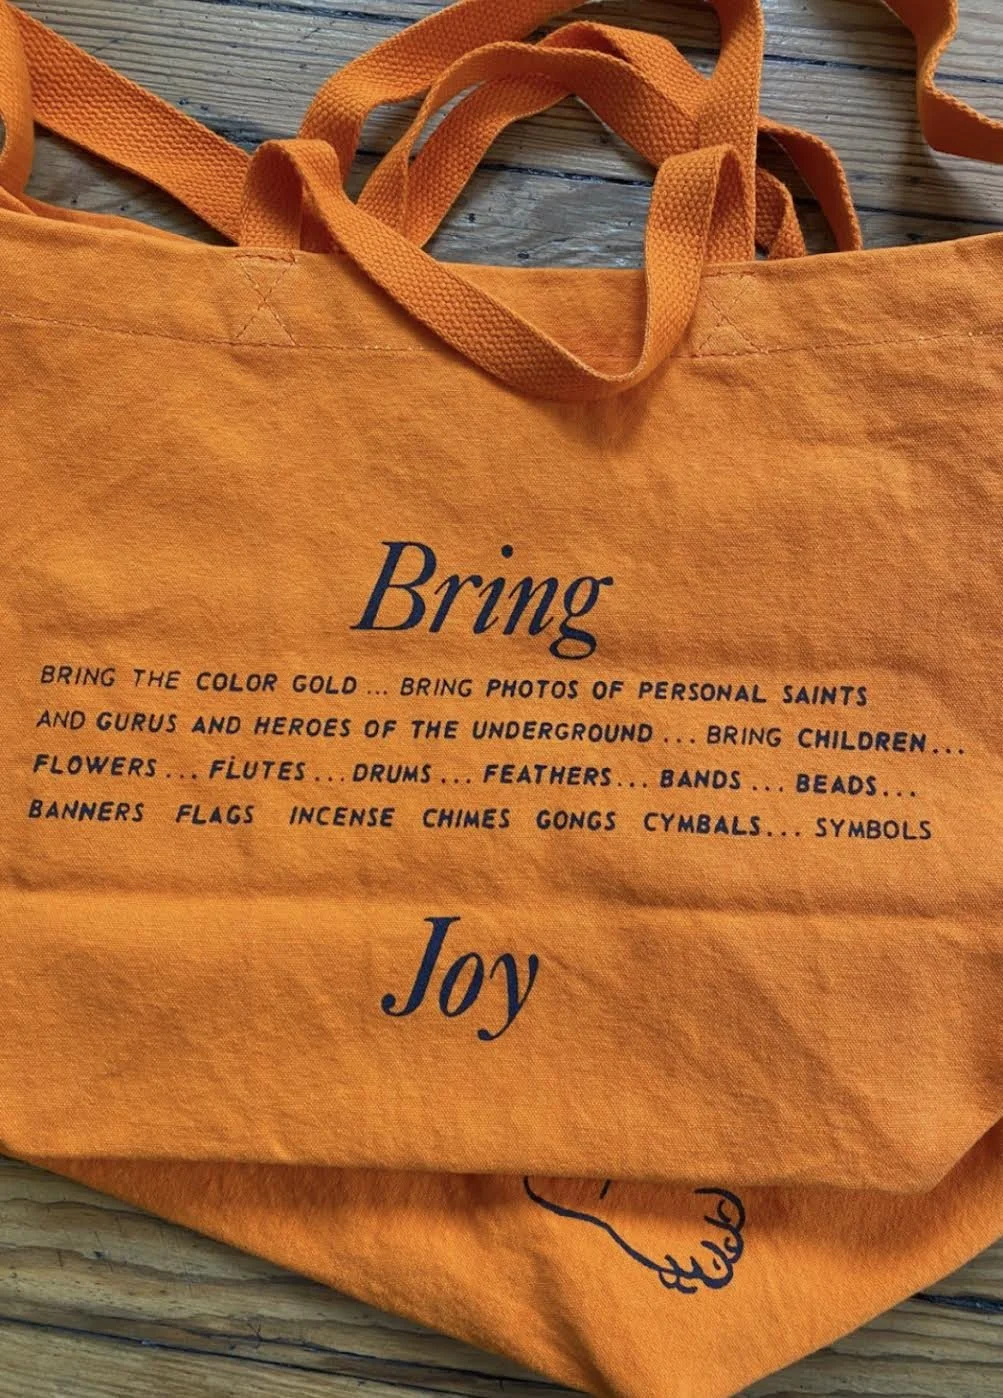 Bring
BRING THE COLOR GOLD ... BRING PHOTOS OF PERSONAL SAINTS
AND GURUS AND HEROES OF THE UNDERGROUND ... BRING CHILDREN...
FLOWERS ... FLUTES ... DRUMS ... FEATHERS ... BANDS ... BEADS...
BANNERS FLAGS INCENSE CHIMES GONGS CYMBALS... SYMBOLS
Joy